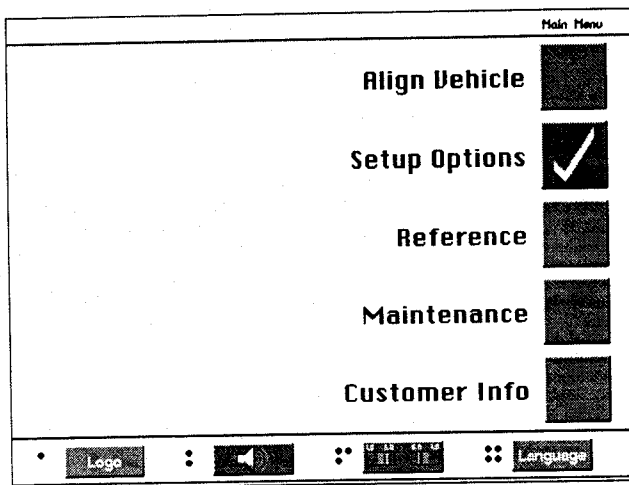 Main Menu
Align Vehicle
Setup Options
Reference
Maintenance
Customer Info
Logo
Language